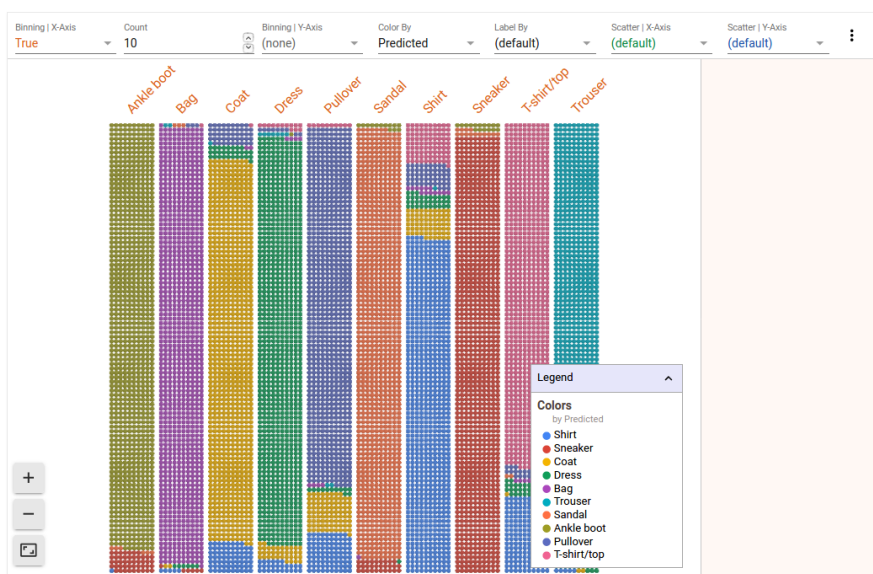 Binning | X-Axis
True
Count
10
Binning | Y-Axis
(none)
Color By
Predicted
Label By
(default)
Scatter | X-Axis
(default)
Scatter | Y-Axis
(default)
Ankle boot
Bag
Coat
Dress
Pullover
Sandal
Shirt
Sneaker
T-shirt/top
Trouser
Legend
Colors
by Predicted
Shirt
Sneaker
Coat
Dress
Bag
Trouser
Sandal
Ankle boot
Pullover
T-shirt/top